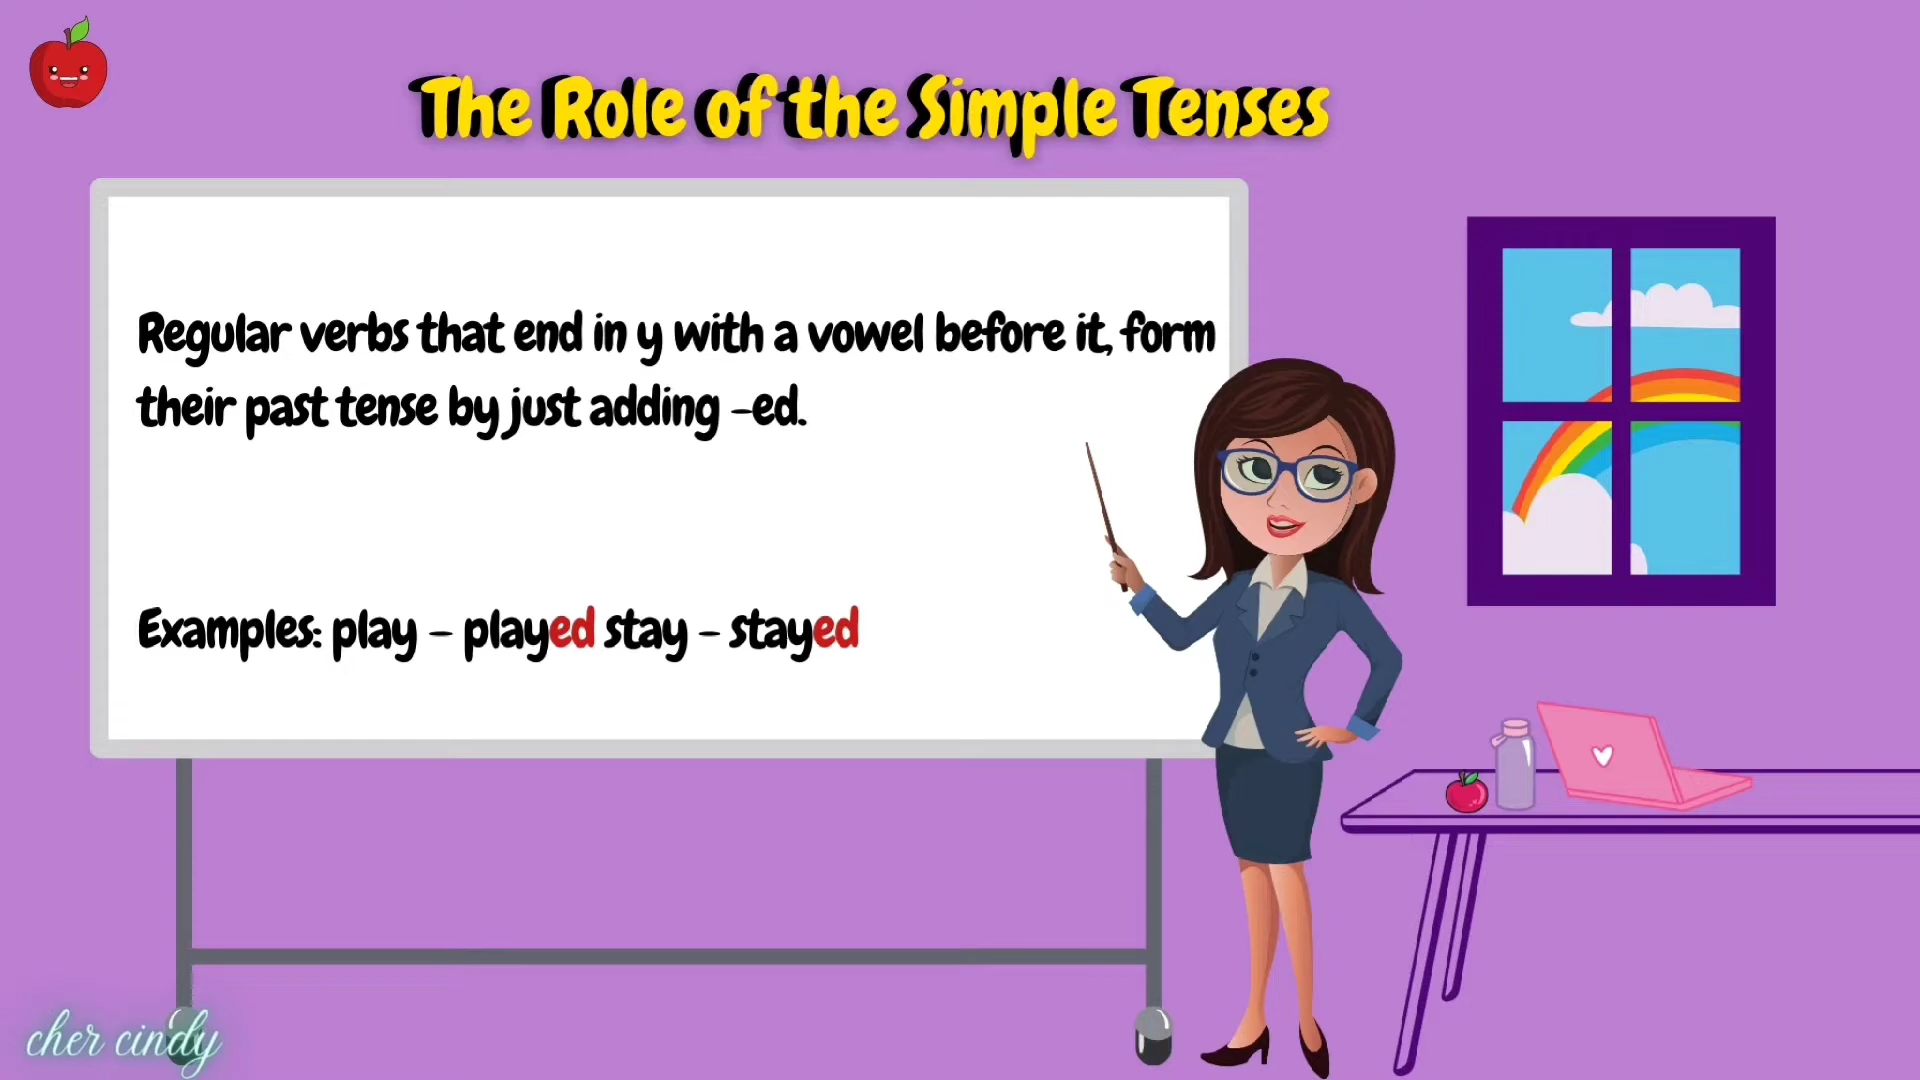 The Role of the Simple Tenses
Regular verbs that end in y with a vowel before it, form
their past tense by just adding -ed.
Examples: play - played stay - stayed
cher cindy